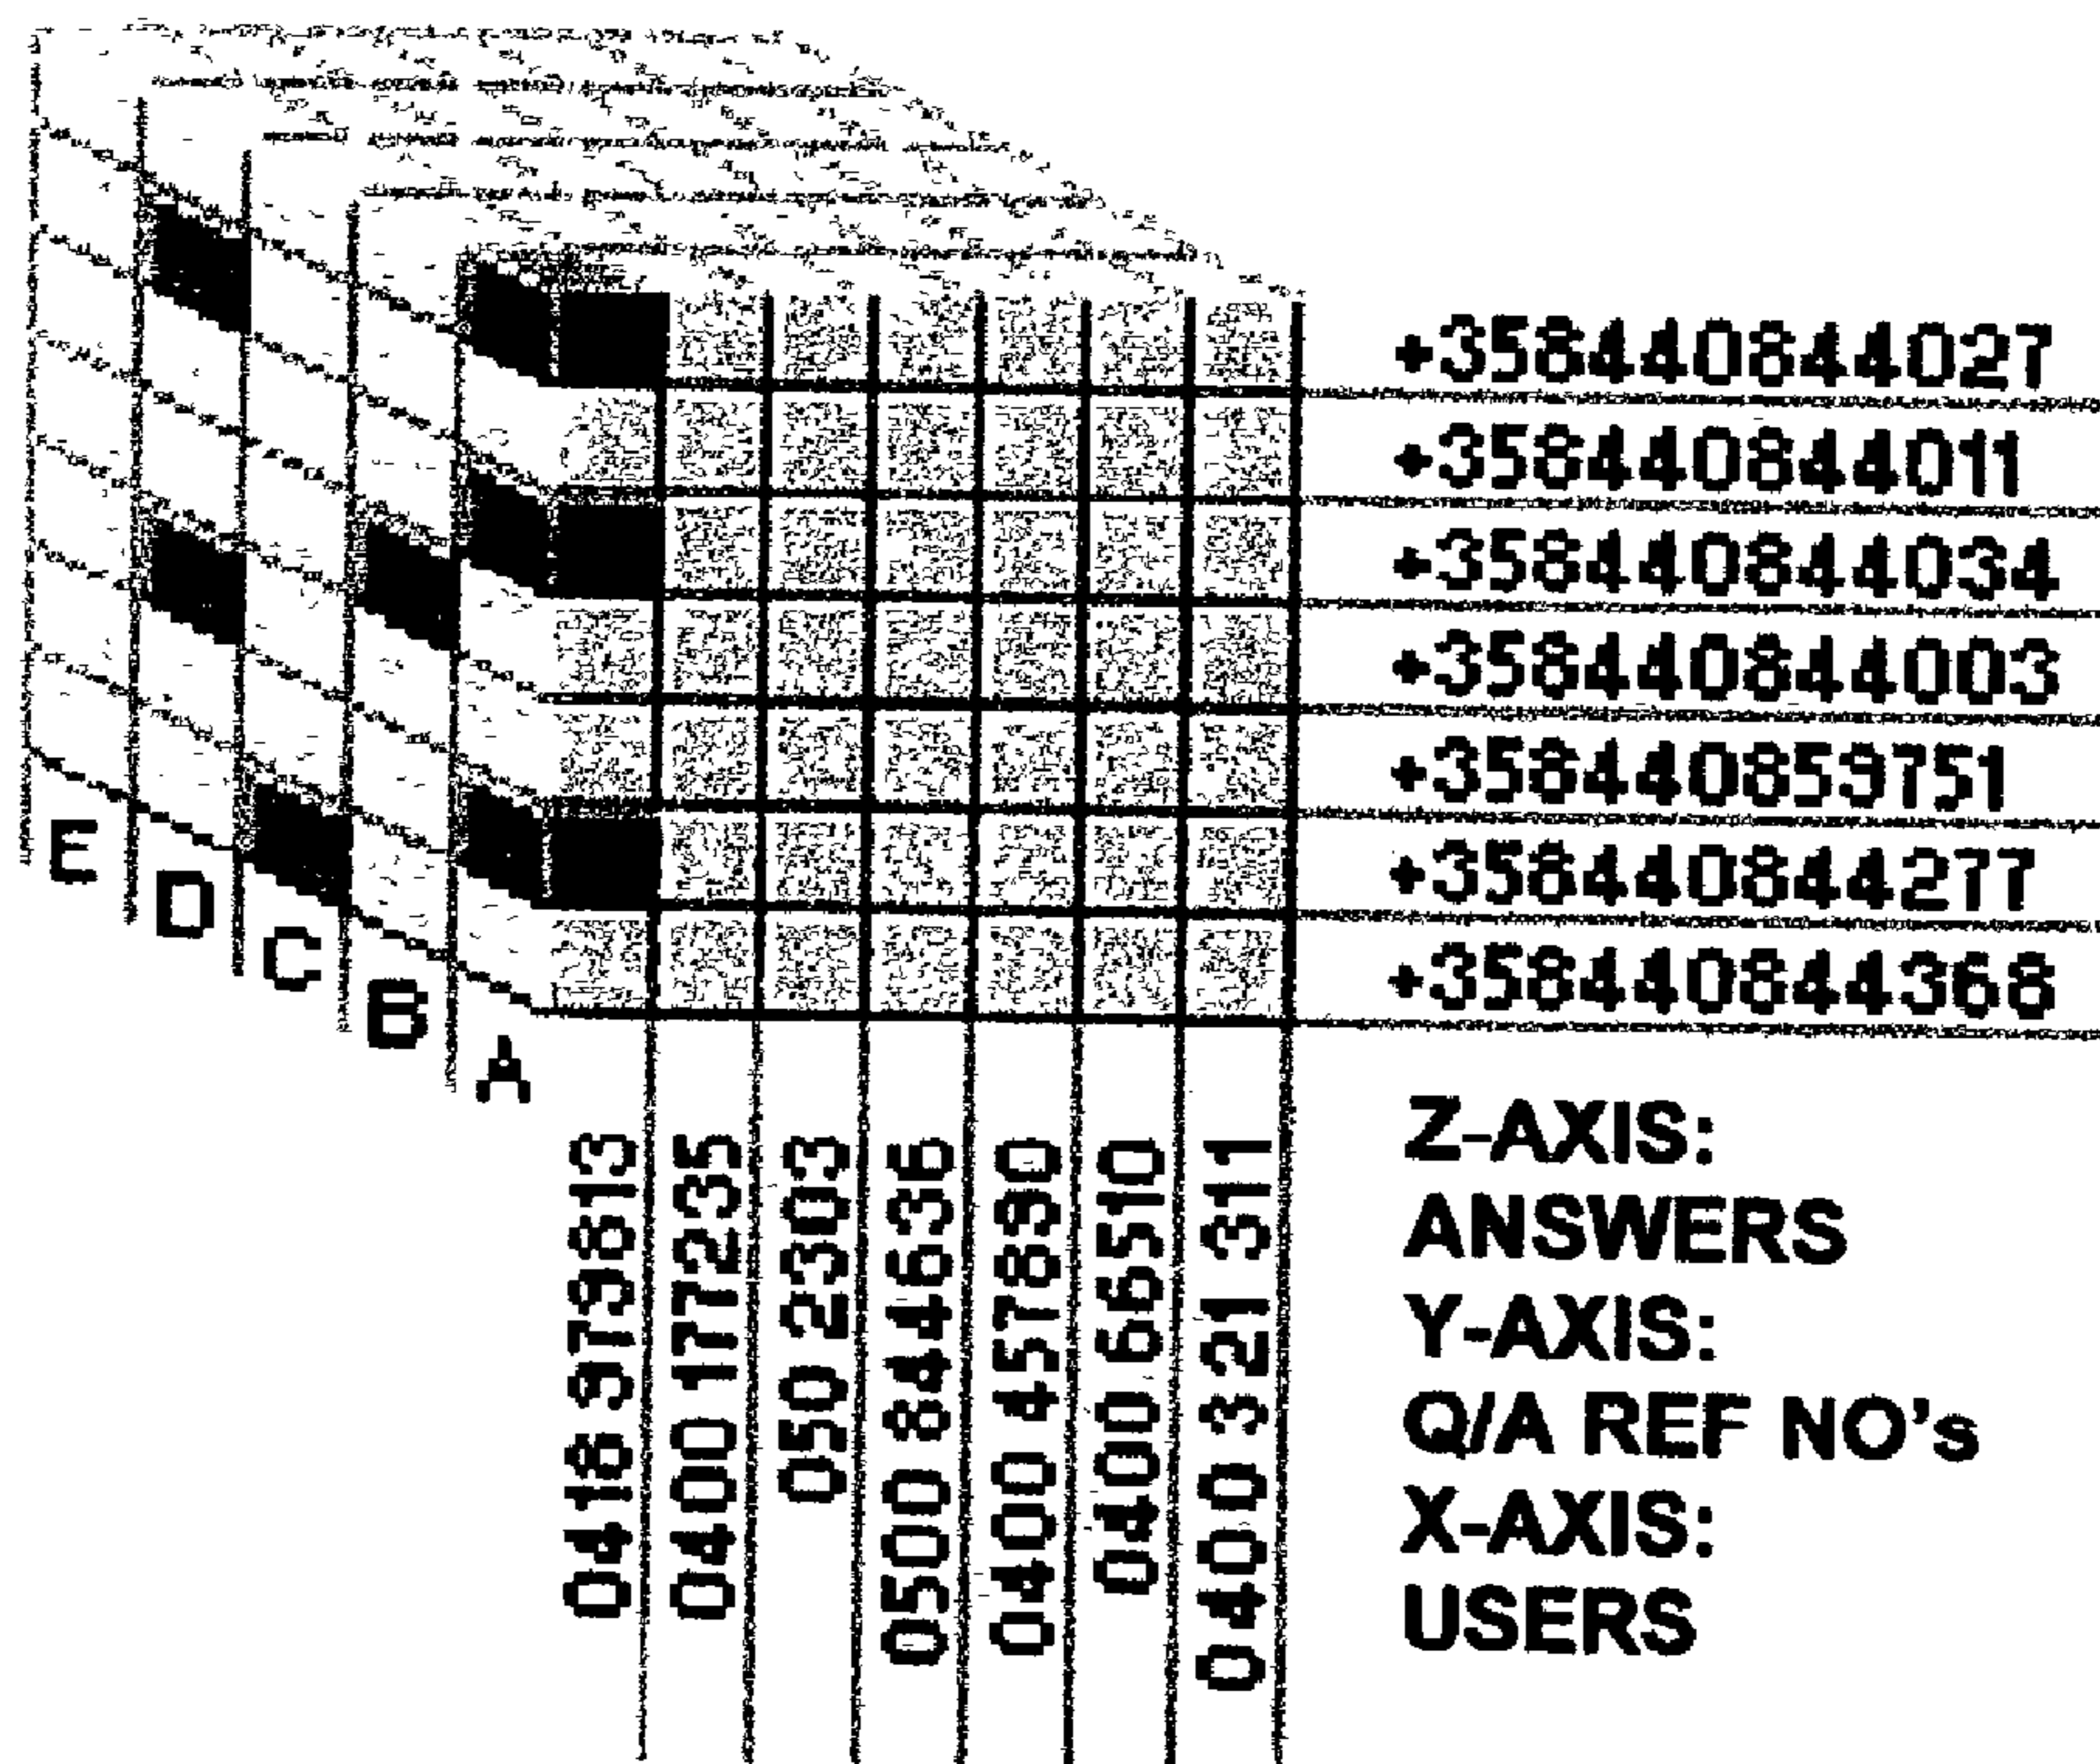 +358440844027
+358440844011
+358440844034
+358440844003
+358440859751
+358440844277
+358440844368
E
D
C
B
A
0418 979813
0400 177235
050 2303
0500 844636
0400 457890
0400 66510
0400 321 311
Z-AXIS:
ANSWERS
Y-AXIS:
Q/A REF NO's
X-AXIS:
USERS